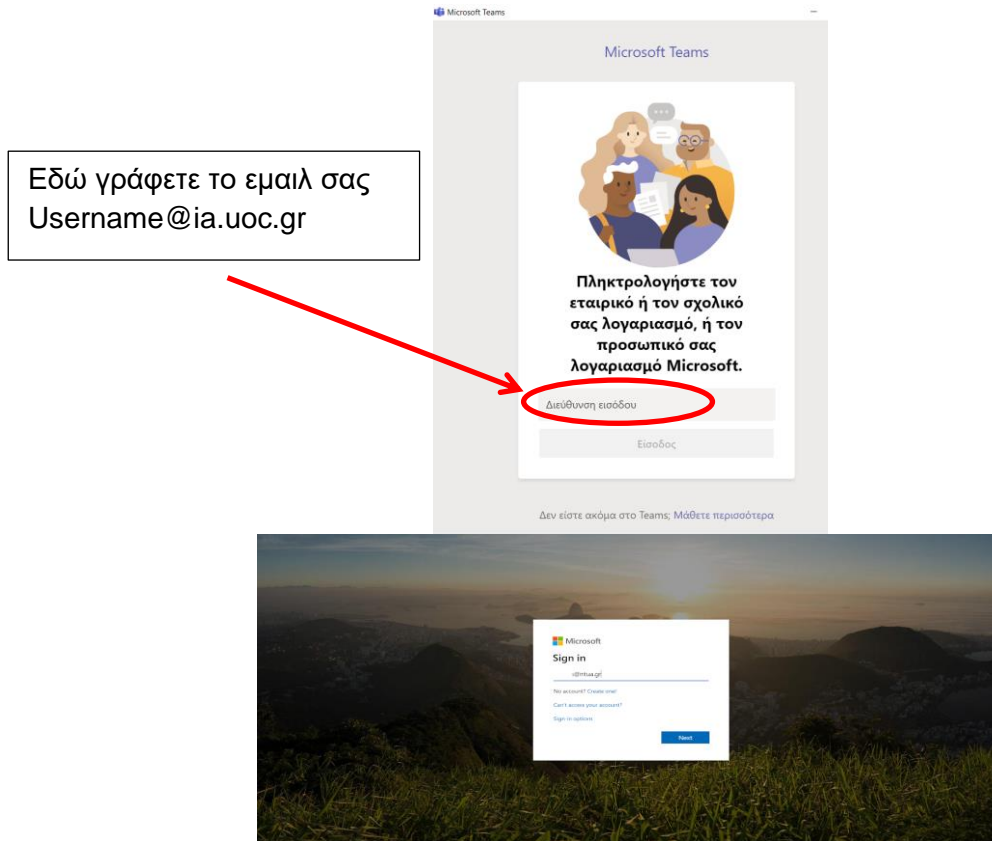 Microsoft Teams
Microsoft Teams
Εδώ γράφετε το εμαιλ σας
Username@ia.uoc.gr
Πληκτρολογήστε τον
εταιρικό ή τον σχολικό
σας λογαριασμό, ή τον
προσωπικό σας
λογαριασμό Microsoft.
Διεύθυνση εισόδου
Είσοδος
Δεν είστε ακόμα στο Teams; Μάθετε περισσότερα
Microsoft
Sign in
@ntua.gr
No account? Create one!
Can't access your account?
Sign in options
Next